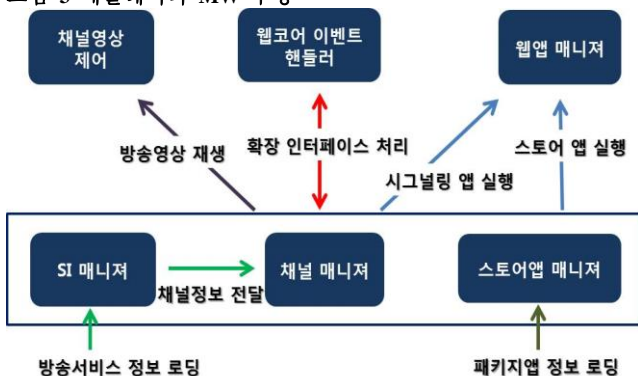 채널영상
제어
웹코어 이벤트
핸들러
웹앱 매니져
방송영상 재생
확장 인터페이스 처리
시그널링 앱 실행
스토어 앱 실행
SI 매니져
채널정보 전달
채널 매니져
스토어앱 매니져
방송서비스 정보 로딩
패키지앱 정보 로딩